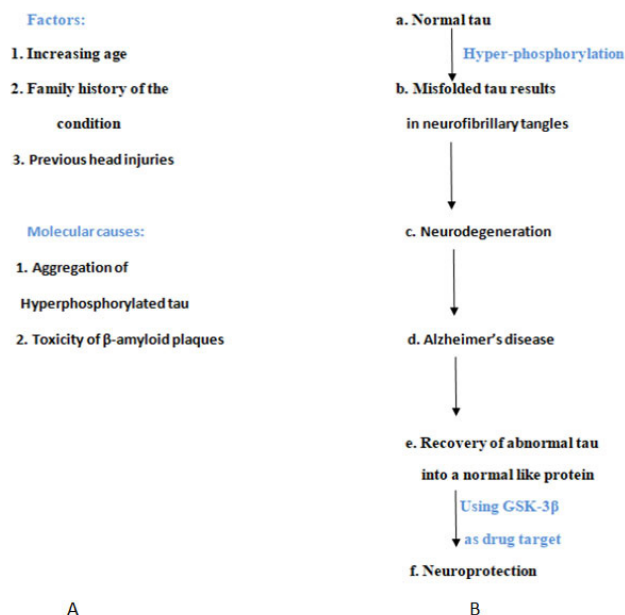 Factors:
1. Increasing age
2. Family history of the
condition
3. Previous head injuries
Molecular causes:
1. Aggregation of
Hyperphosphorylated tau
2. Toxicity of β-amyloid plaques
A
a. Normal tau
Hyper-phosphorylation
b. Misfolded tau results
in neurofibrillary tangles
c. Neurodegeneration
d. Alzheimer's disease
e. Recovery of abnormal tau
into a normal like protein
Using GSK-3β
as drug target
f. Neuroprotection
B